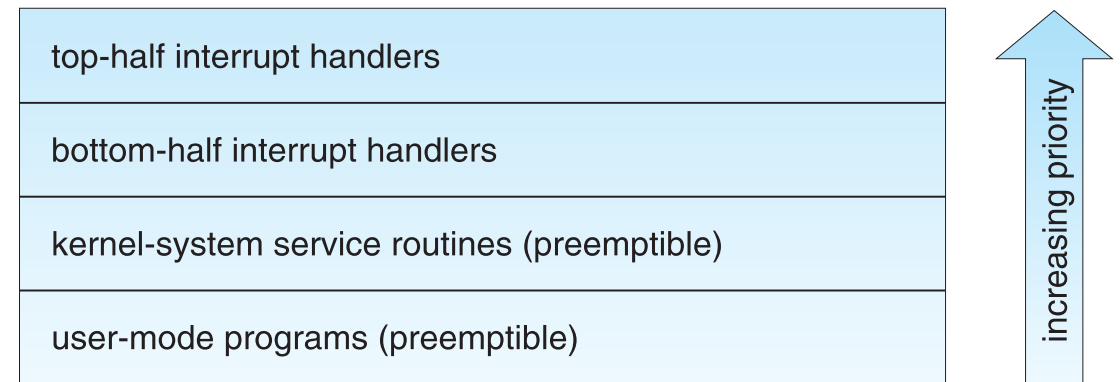 top-half interrupt handlers
bottom-half interrupt handlers
kernel-system service routines (preemptible)
user-mode programs (preemptible)
increasing priority